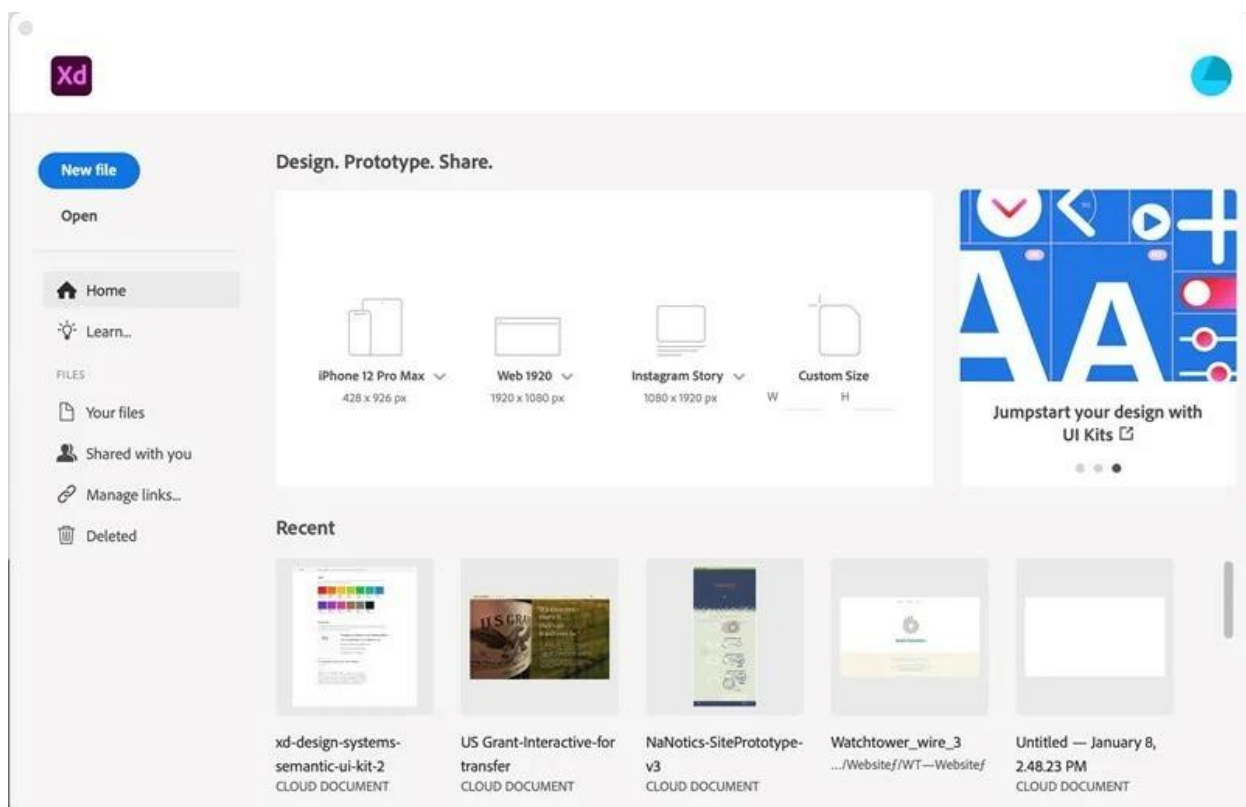 Xd
New file
Open
Home
Learn...
FILES
Your files
Shared with you
Manage links...
Deleted
Design. Prototype. Share.
iPhone 12 Pro Max
428 x 926 px
Web 1920
1920 x 1080 px
Instagram Story
1080 x 1920 px
Custom Size
W H
A A
Jumpstart your design with
UI Kits
Recent
xd-design-systems-
semantic-ui-kit-2
CLOUD DOCUMENT
US GR
US Grant-Interactive-for
transfer
CLOUD DOCUMENT
NaNotics-SitePrototype-
v3
CLOUD DOCUMENT
Watchtower_wire_3
.../Websiteƒ/WT—Websiteƒ
Untitled — January 8,
2.48.23 PM
CLOUD DOCUMENT